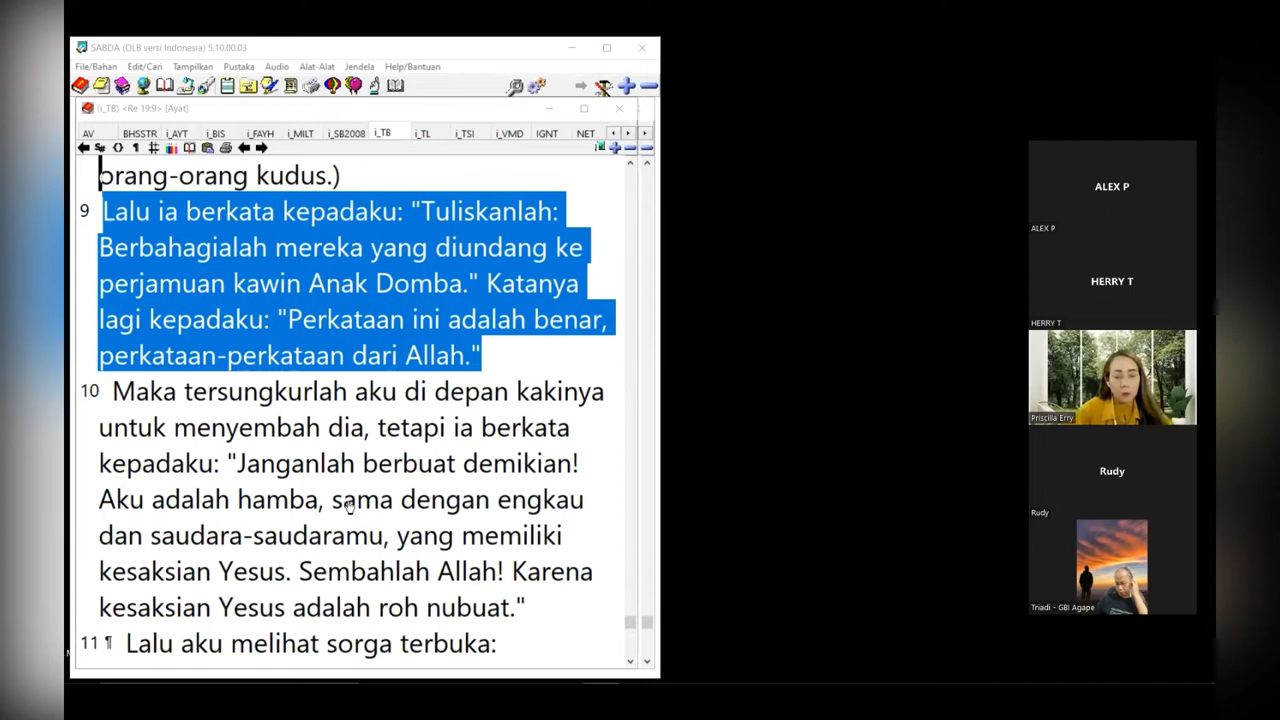 SABDA (OLB versi Indonesia) 5.10.00.03
File/Bahan Edit/Cari Tampilkan Pustaka Audio Alat-Alat Jendela Help/Bantuan
(i_TB) <Re 19:9> [Ayat]
AV BHSSTR i_AYT i_BIS i_FAYH i_MILT i_SB2008 i_TB i_TL i_TSI i_VMD IGNT NET
orang-orang kudus.)
9 Lalu ia berkata kepadaku: "Tuliskanlah:
Berbahagialah mereka yang diundang ke
perjamuan kawin Anak Domba." Katanya
lagi kepadaku: "Perkataan ini adalah benar,
perkataan-perkataan dari Allah."
10 Maka tersungkurlah aku di depan kakinya
untuk menyembah dia, tetapi ia berkata
kepadaku: "Janganlah berbuat demikian!
Aku adalah hamba, sama dengan engkau
dan saudara-saudaramu, yang memiliki
kesaksian Yesus. Sembahlah Allah! Karena
kesaksian Yesus adalah roh nubuat."
11 ¶ Lalu aku melihat sorga terbuka:
ALEX P
ALEX P
HERRY T
HERRY T
Priscilla Erry
Rudy
Rudy
Triadi - GBI Agape